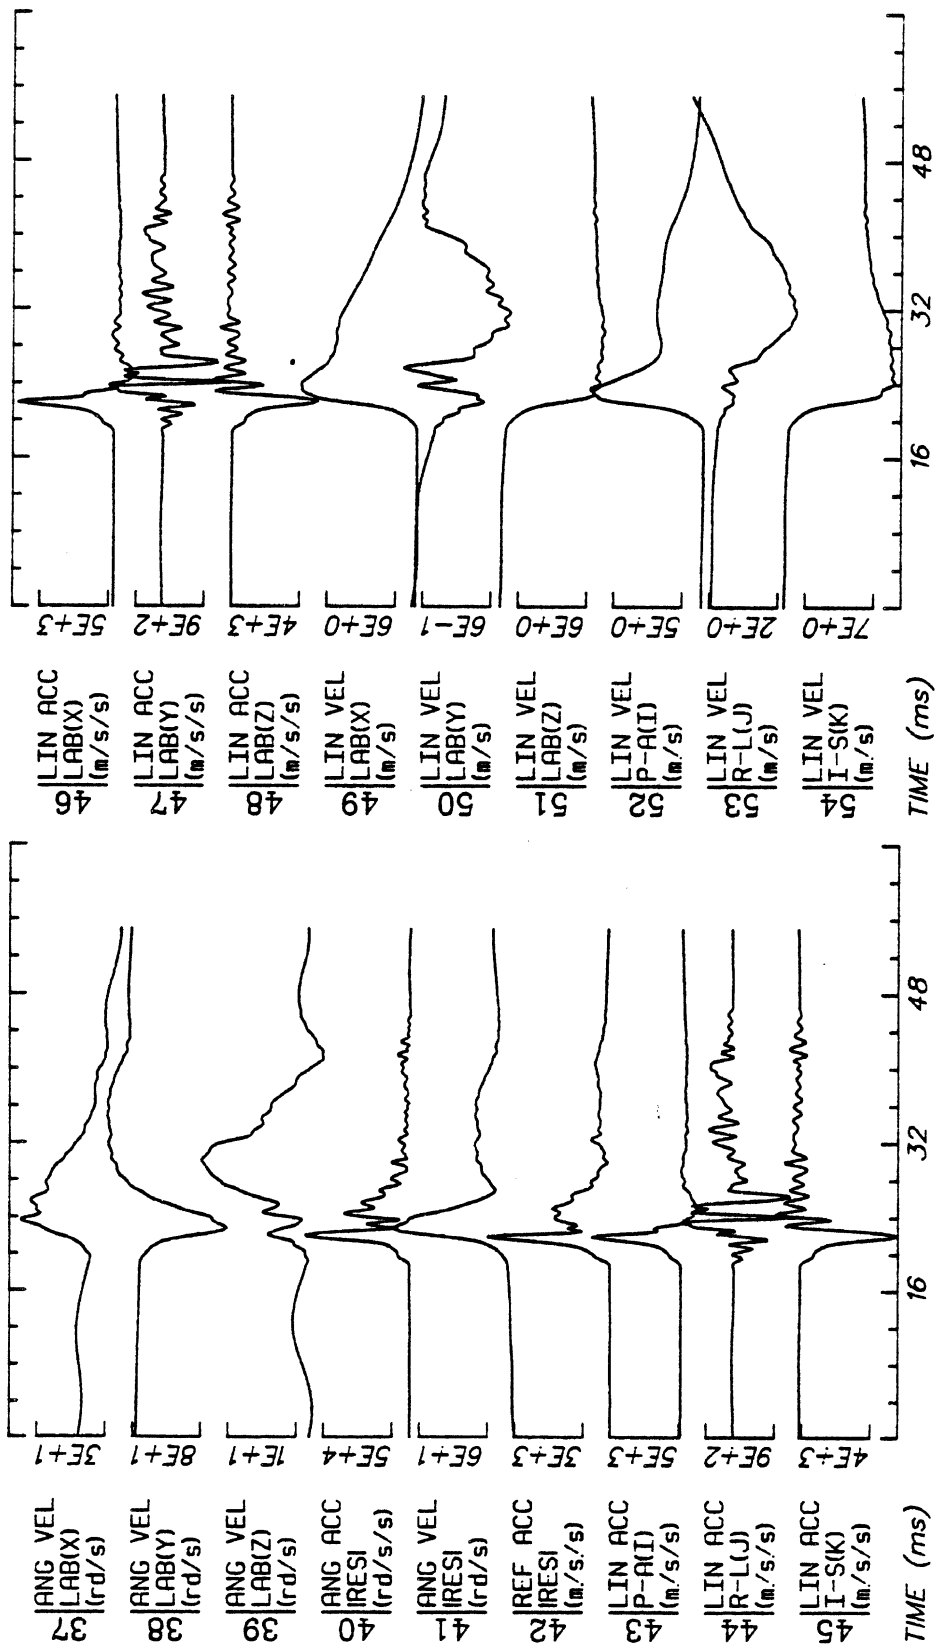 37 ANG VEL
LAB(X)
(rd/s)
3E+1
38 ANG VEL
LAB(Y)
(rd/s)
8E+1
39 ANG VEL
LAB(Z)
(rd/s)
1E+1
40 ANG ACC
|RES|
(rd/s/s)
5E+4
41 ANG VEL
|RES|
(rd/s)
6E+1
42 REF ACC
|RES|
(m/s/s)
3E+3
43 LIN ACC
P-A(I)
(m/s/s)
5E+3
44 LIN ACC
R-L(J)
(m/s/s)
9E+2
45 LIN ACC
I-S(K)
(m/s/s)
4E+3
TIME (ms)
16
32
48
46 LIN ACC
LAB(X)
(m/s/s)
5E+3
47 LIN ACC
LAB(Y)
(m/s/s)
9E+2
48 LIN ACC
LAB(Z)
(m/s/s)
4E+3
49 LIN VEL
LAB(X)
(m/s)
6E+0
50 LIN VEL
LAB(Y)
(m/s)
6E-1
51 LIN VEL
LAB(Z)
(m/s)
6E+0
52 LIN VEL
P-A(I)
(m/s)
5E+0
53 LIN VEL
R-L(J)
(m/s)
2E+0
54 LIN VEL
I-S(K)
(m/s)
7E+0
TIME (ms)
16
32
48